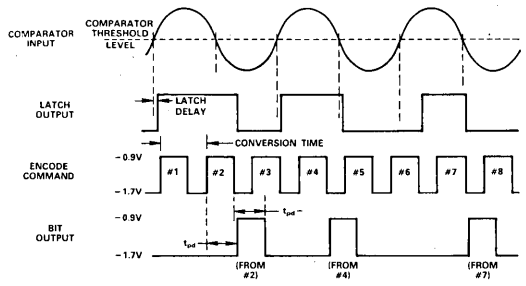 COMPARATOR INPUT
COMPARATOR THRESHOLD LEVEL
LATCH OUTPUT
LATCH DELAY
CONVERSION TIME
ENCODE COMMAND
-0.9V
-1.7V
#1 #2 #3 #4 #5 #6 #7 #8
BIT OUTPUT
-0.9V
-1.7V
tpd
tpd
(FROM #2)
(FROM #4)
(FROM #7)